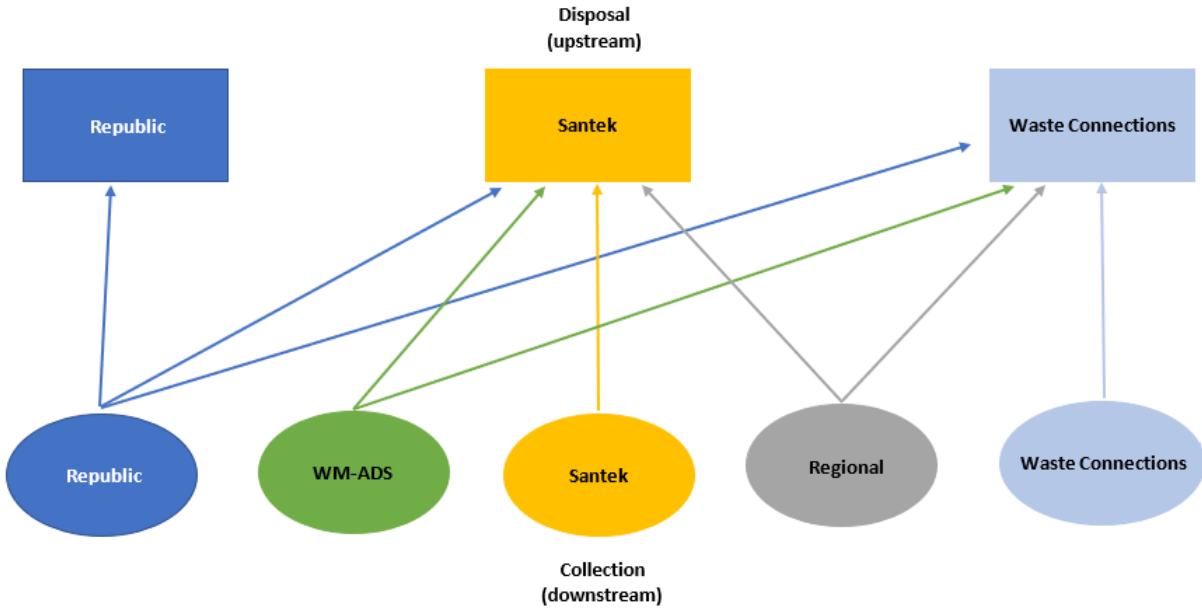 Disposal
(upstream)
Republic
Santek
Waste Connections
Republic
WM-ADS
Santek
Regional
Waste Connections
Collection
(downstream)